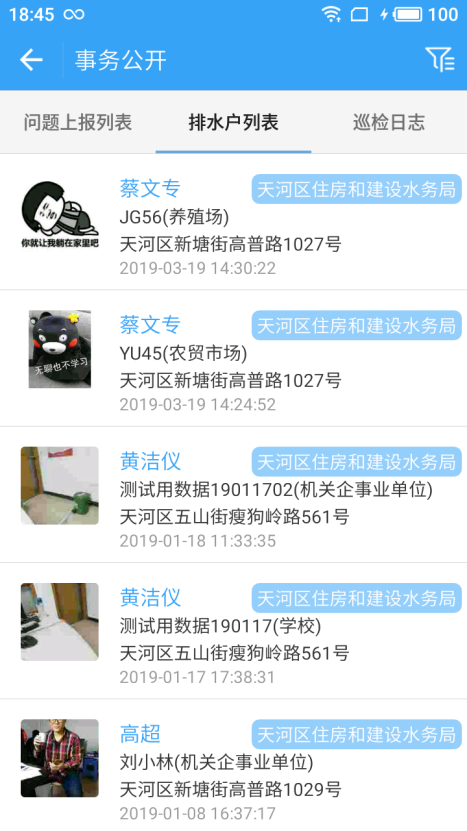 18:45
100
事务公开
问题上报列表
排水户列表
巡检日志
你就让我躺在家里吧
蔡文专
天河区住房和建设水务局
JG56(养殖场)
天河区新塘街高普路1027号
2019-03-19 14:30:22
无聊也不学习
蔡文专
天河区住房和建设水务局
YU45(农贸市场)
天河区新塘街高普路1027号
2019-03-19 14:24:52
黄洁仪
天河区住房和建设水务局
测试用数据19011702(机关企事业单位)
天河区五山街瘦狗岭路561号
2019-01-18 11:33:35
黄洁仪
天河区住房和建设水务局
测试用数据190117(学校)
天河区五山街瘦狗岭路561号
2019-01-17 17:38:31
高超
天河区住房和建设水务局
刘小林(机关企事业单位)
天河区新塘街高普路1029号
2019-01-08 16:37:17